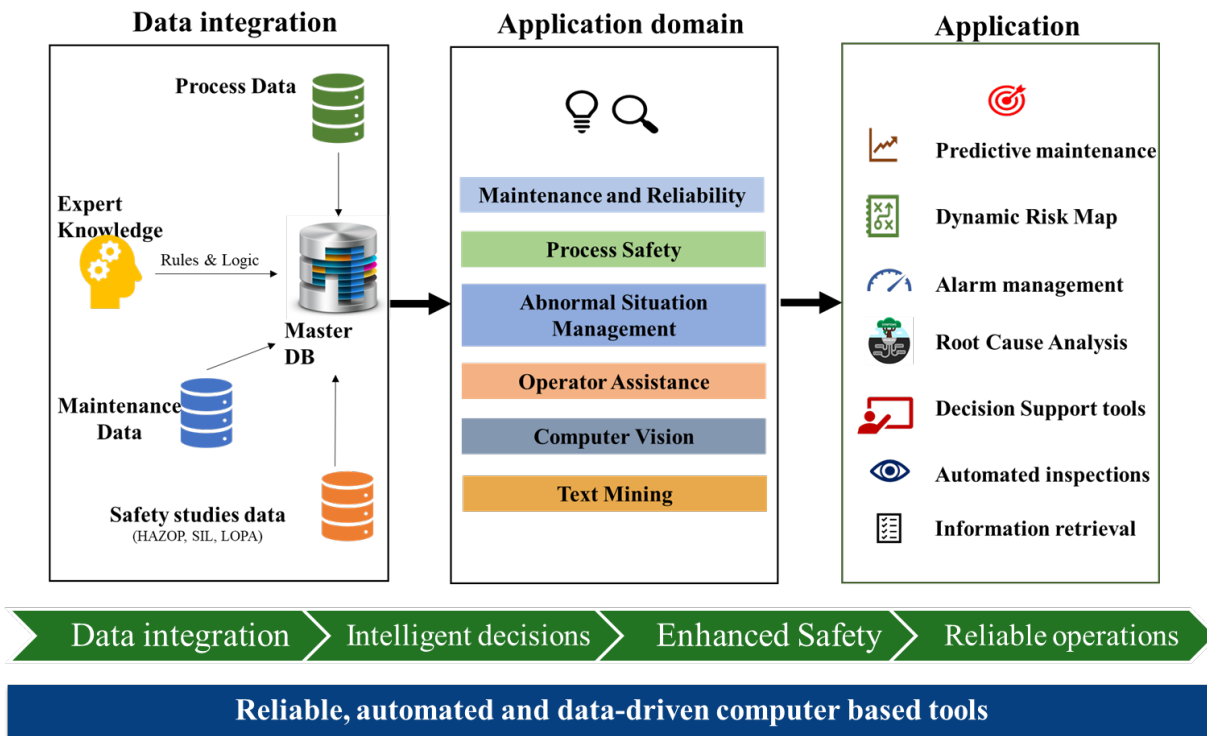 Data integration
Process Data
Expert
Knowledge
Rules & Logic
Master
DB
Maintenance
Data
Safety studies data
(HAZOP, SIL, LOPA)
Application domain
Maintenance and Reliability
Process Safety
Abnormal Situation
Management
Operator Assistance
Computer Vision
Text Mining
Application
Predictive maintenance
Dynamic Risk Map
Alarm management
Root Cause Analysis
Decision Support tools
Automated inspections
Information retrieval
Data integration
Intelligent decisions
Enhanced Safety
Reliable operations
Reliable, automated and data-driven computer based tools